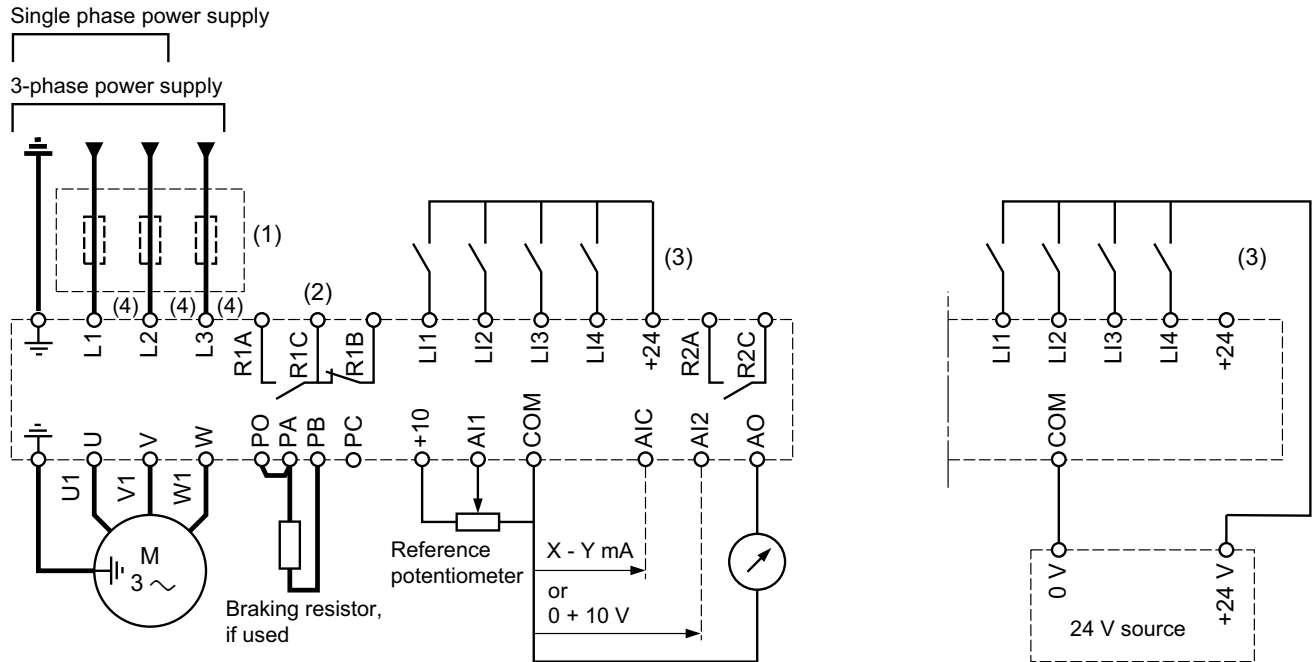 Single phase power supply
3-phase power supply
(1)
(4) (4) (4)
(2)
(3)
(3)
L1 L2 L3 R1A R1C R1B LI1 LI2 LI3 LI4 +24 R2A R2C
LI1 LI2 LI3 LI4 +24
U V W PO PA PB PC +10 AI1 COM AIC AI2 AO
COM
U1 V1 W1
M
3 ~
Braking resistor,
if used
Reference
potentiometer
X - Y mA
or
0 + 10 V
0 V
+24 V
24 V source